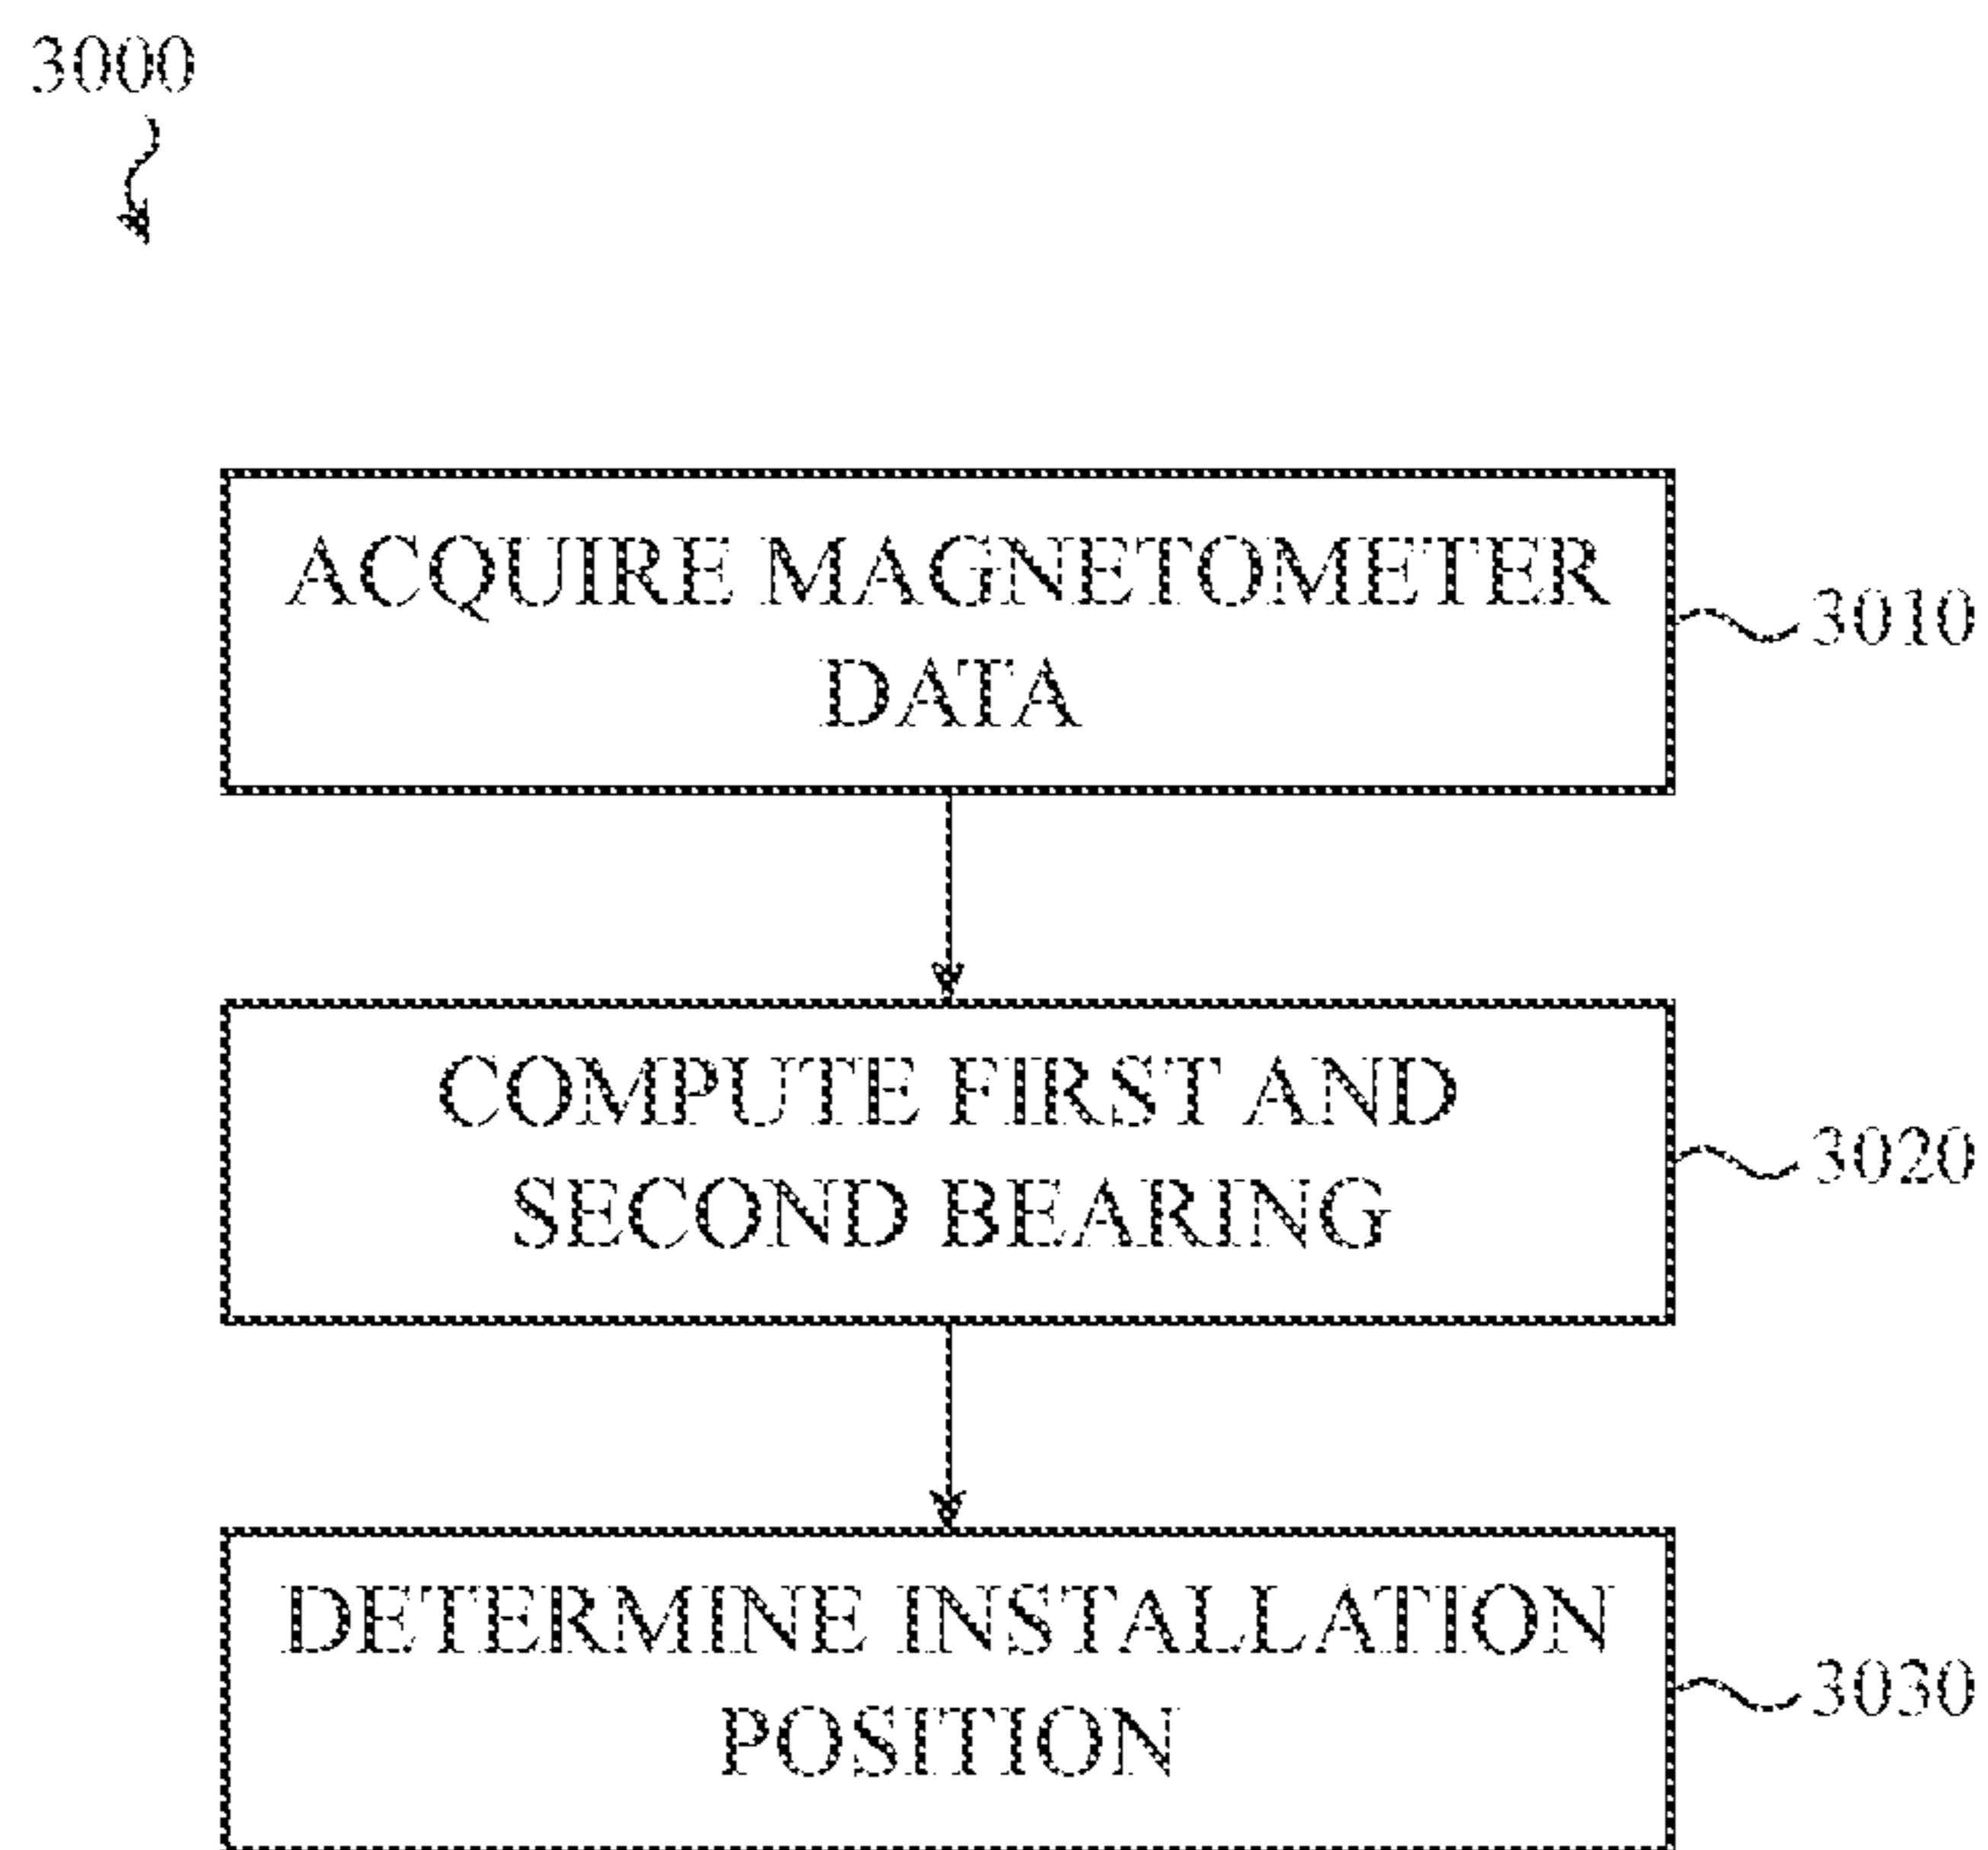 3000
ACQUIRE MAGNETOMETER
DATA
3010
COMPUTE FIRST AND
SECOND BEARING
3020
DETERMINE INSTALLATION
POSITION
3030